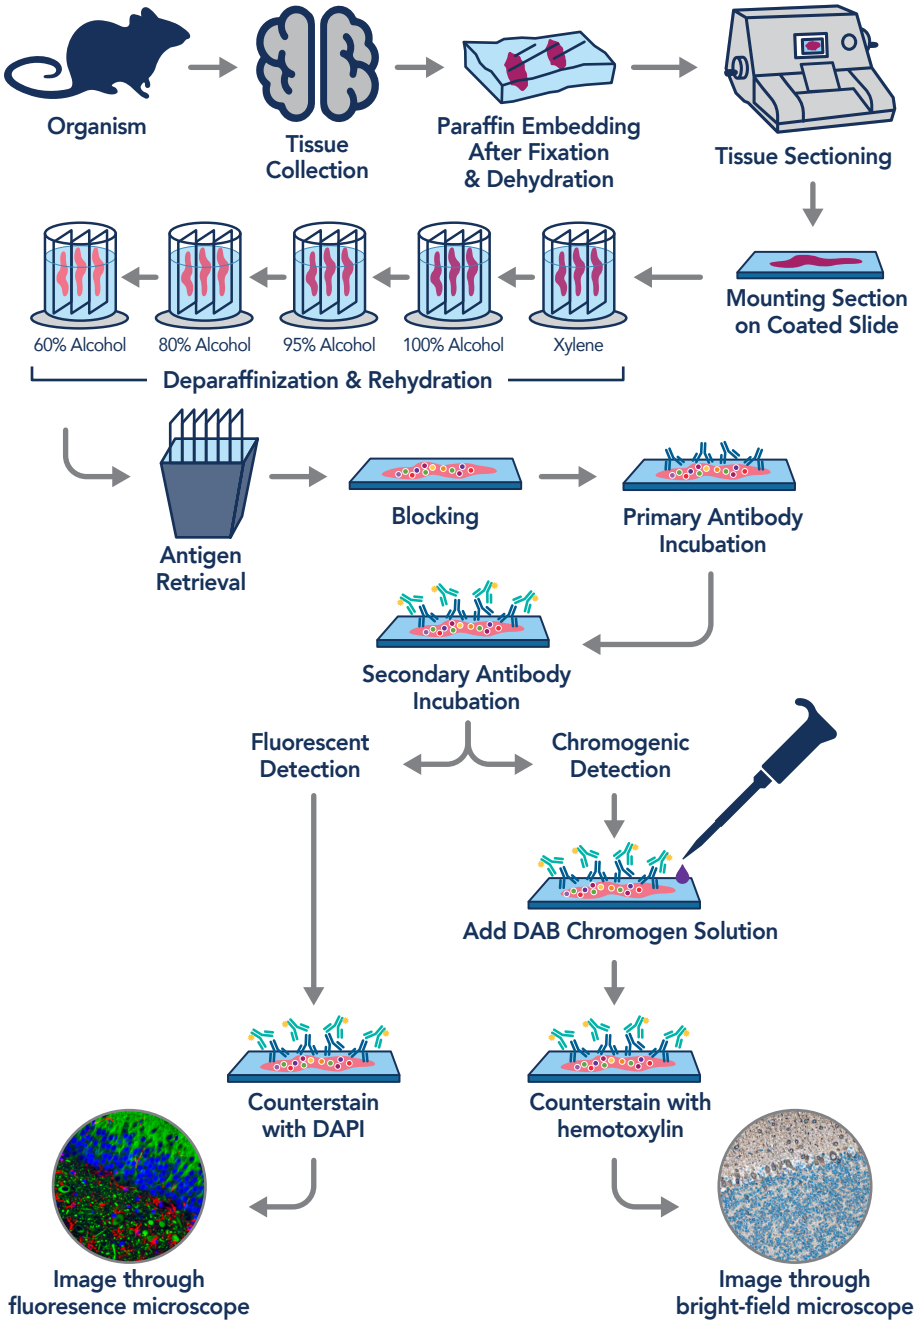 Organism
Tissue
Collection
Paraffin Embedding
After Fixation
& Dehydration
Tissue Sectioning
Mounting Section
on Coated Slide
60% Alcohol
80% Alcohol
95% Alcohol
100% Alcohol
Xylene
Deparaffinization & Rehydration
Antigen
Retrieval
Blocking
Primary Antibody
Incubation
Secondary Antibody
Incubation
Fluorescent
Detection
Chromogenic
Detection
Add DAB Chromogen Solution
Counterstain
with DAPI
Counterstain with
hemotoxylin
Image through
fluoresence microscope
Image through
bright-field microscope